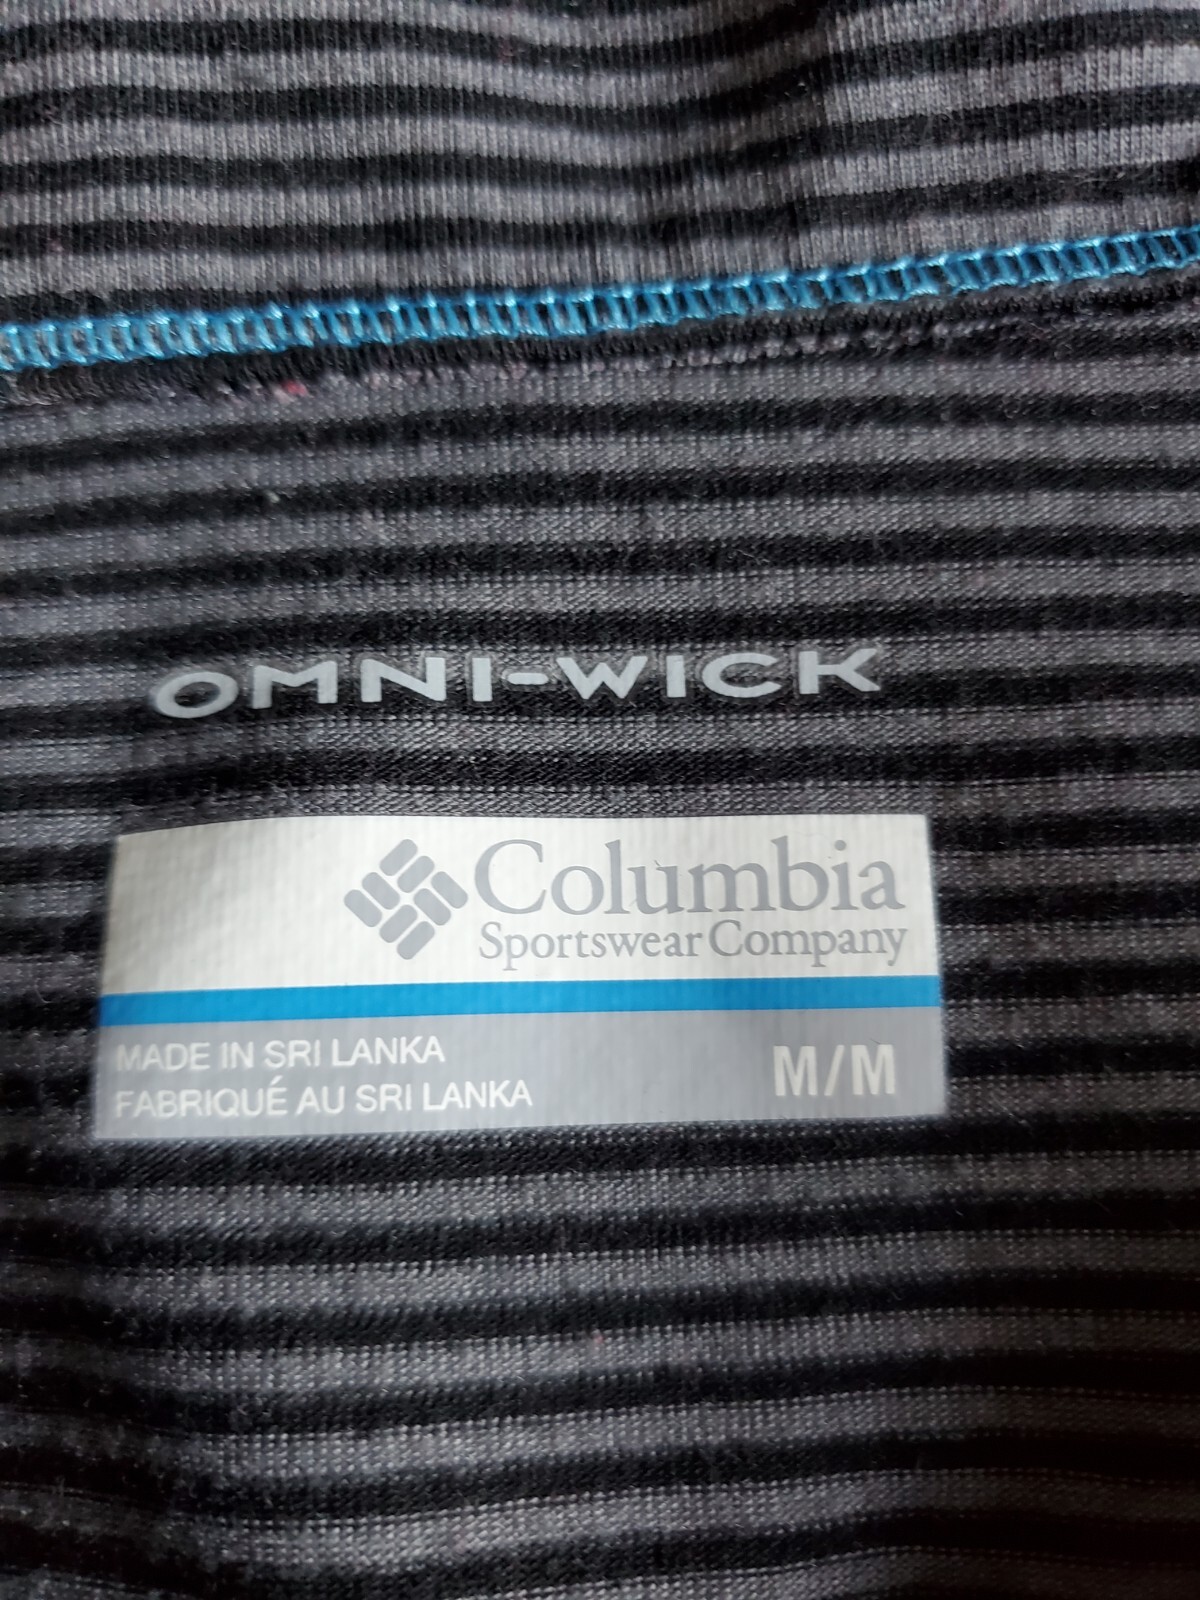 OMNI-WICK
Columbia
Sportswear Company
MADE IN SRI LANKA
FABRIQUÉ AU SRI LANKA
M/M